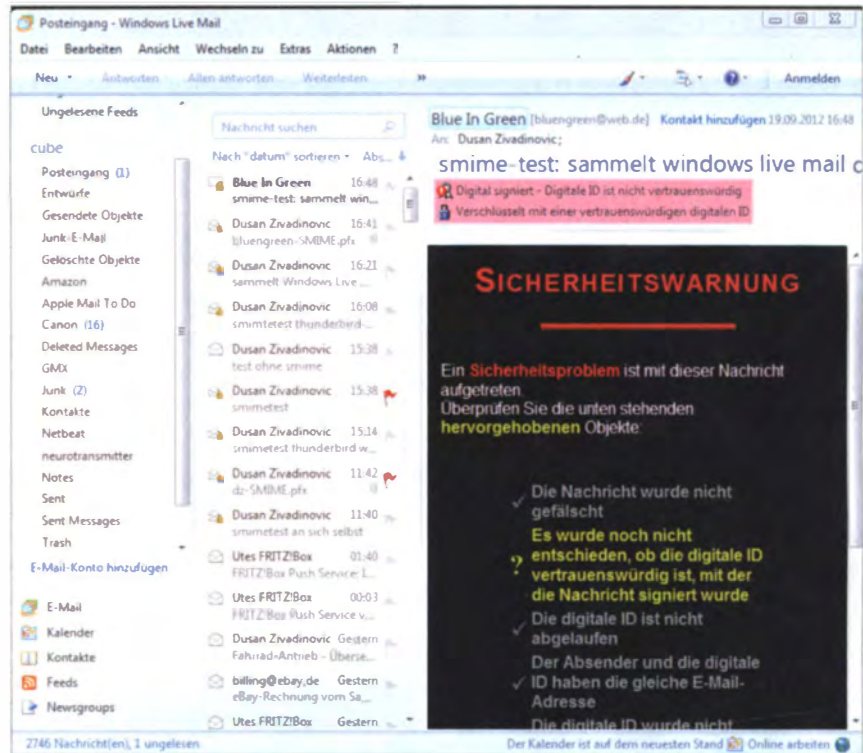 Posteingang - Windows Live Mail
Datei Bearbeiten Ansicht Wechseln zu Extras Aktionen ?
Neu Antworten Allen antworten Weiterleiten » Anmelden
Ungelesene Feeds
cube
Posteingang (1)
Entwürfe
Gesendete Objekte
Junk-E-Mail
Gelöschte Objekte
Amazon
Apple Mail To Do
Canon (16)
Deleted Messages
GMX
Junk (2)
Kontakte
Netbeat
neurotransmitter
Notes
Sent
Sent Messages
Trash
E-Mail-Konto hinzufügen
E-Mail
Kalender
Kontakte
Feeds
Newsgroups
Nachricht suchen
Nach "datum" sortieren Abs...
Blue In Green 16:48
smime-test: sammelt win...
Dusan Zivadinovic 16:41
bluengreen-SMIME.pfx
Dusan Zivadinovic 16:21
sammelt Windows Live ...
Dusan Zivadinovic 16:08
smimtetest thunderbird-...
Dusan Zivadinovic 15:38
test ohne smime
Dusan Zivadinovic 15:38
smimetest
Dusan Zivadinovic 15:14
smimetest thunderbird w...
Dusan Zivadinovic 11:42
dz-SMIME.pfx
Dusan Zivadinovic 11:40
smimetest an sich selbst
Utes FRITZ!Box 01:40
FRITZ!Box Push Service: L...
Utes FRITZ!Box 00:03
FRITZ!Box Push Service v...
Dusan Zivadinovic Gestern
Fahrrad-Antrieb - Überse...
billing@ebay.de Gestern
eBay-Rechnung vom Sa...
Utes FRITZ!Box Gestern
Blue In Green [bluengreen@web.de] Kontakt hinzufügen 19.09.2012 16:48
An: Dusan Zivadinovic;
smime-test: sammelt windows live mail c
Digital signiert - Digitale ID ist nicht vertrauenswürdig
Verschlüsselt mit einer vertrauenswürdigen digitalen ID
SICHERHEITSWARNUNG
Ein Sicherheitsproblem ist mit dieser Nachricht
aufgetreten.
Überprüfen Sie die unten stehenden
hervorgehobenen Objekte:
Die Nachricht wurde nicht
gefälscht
Es wurde noch nicht
? entschieden, ob die digitale ID
vertrauenswürdig ist, mit der
die Nachricht signiert wurde
Die digitale ID ist nicht
abgelaufen
Der Absender und die digitale
ID haben die gleiche E-Mail-
Adresse
Die digitale ID wurde nicht
2746 Nachricht(en), 1 ungelesen
Der Kalender ist auf dem neuesten Stand Online arbeiten